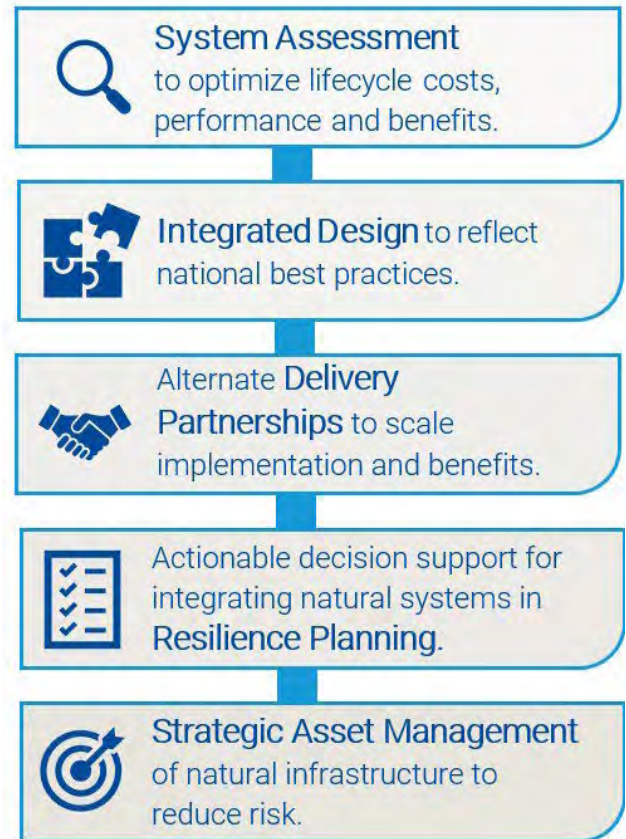 System Assessment
to optimize lifecycle costs,
performance and benefits.
Integrated Design to reflect
national best practices.
Alternate Delivery
Partnerships to scale
implementation and benefits.
Actionable decision support for
integrating natural systems in
Resilience Planning.
Strategic Asset Management
of natural infrastructure to
reduce risk.